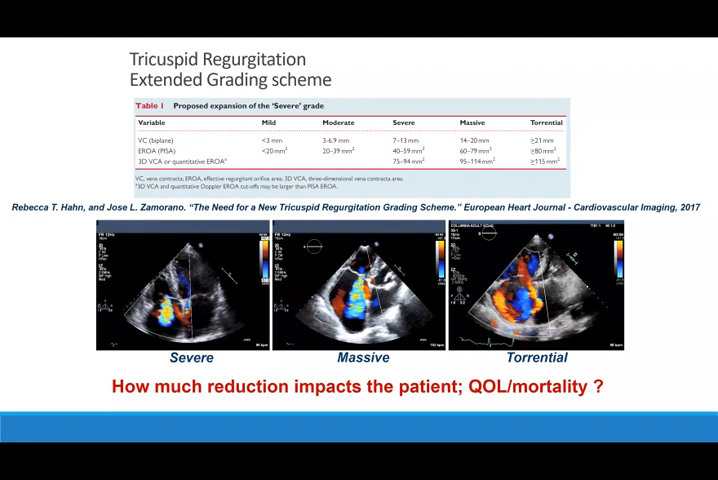 Tricuspid Regurgitation
Extended Grading scheme
Table 1 Proposed expansion of the ‘Severe’ grade
Variable Mild Moderate Severe Massive Torrential
VC (biplane) <3 mm 3-6.9 mm 7–13 mm 14–20 mm ≥21 mm
EROA (PISA) <20 mm² 20–39 mm² 40–59 mm² 60–79 mm² ≥80 mm²
3D VCA or quantitative EROAᵃ 75–94 mm² 95–114 mm² ≥115 mm²
VC, vena contracta; EROA, effective regurgitant orifice area; 3D VCA, three-dimensional vena contracta area.
ᵃ3D VCA and quantitative Doppler EROA cut-offs may be larger than PISA EROA.
Rebecca T. Hahn, and Jose L. Zamorano. “The Need for a New Tricuspid Regurgitation Grading Scheme.” European Heart Journal - Cardiovascular Imaging, 2017
Severe Massive Torrential
How much reduction impacts the patient; QOL/mortality ?